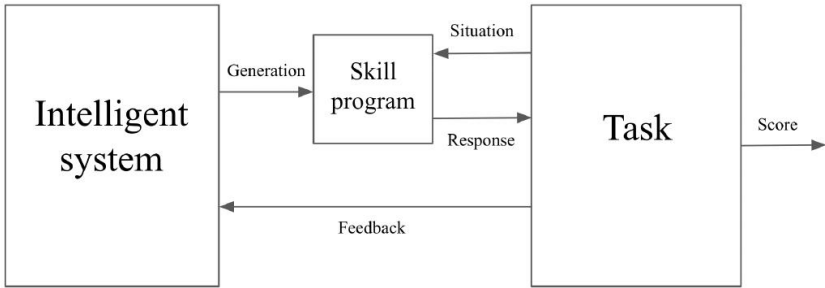 Intelligent
system
Generation
Skill
program
Situation
Response
Feedback
Task
Score